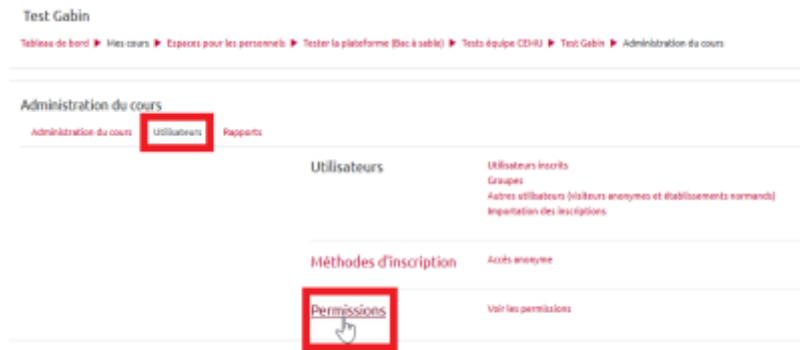 Test Gabin
Tableau de bord ▶ Mes cours ▶ Espaces pour les personnels ▶ Tester la plateforme (Bac à sable) ▶ Tests équipe CEHU ▶ Test Gabin ▶ Administration du cours
Administration du cours
Administration du cours Utilisateurs Rapports
Utilisateurs
Utilisateurs inscrits
Groupes
Autres utilisateurs (visiteurs anonymes et établissements normands)
Importation des inscriptions
Méthodes d'inscription Accès anonyme
Permissions Voir les permissions